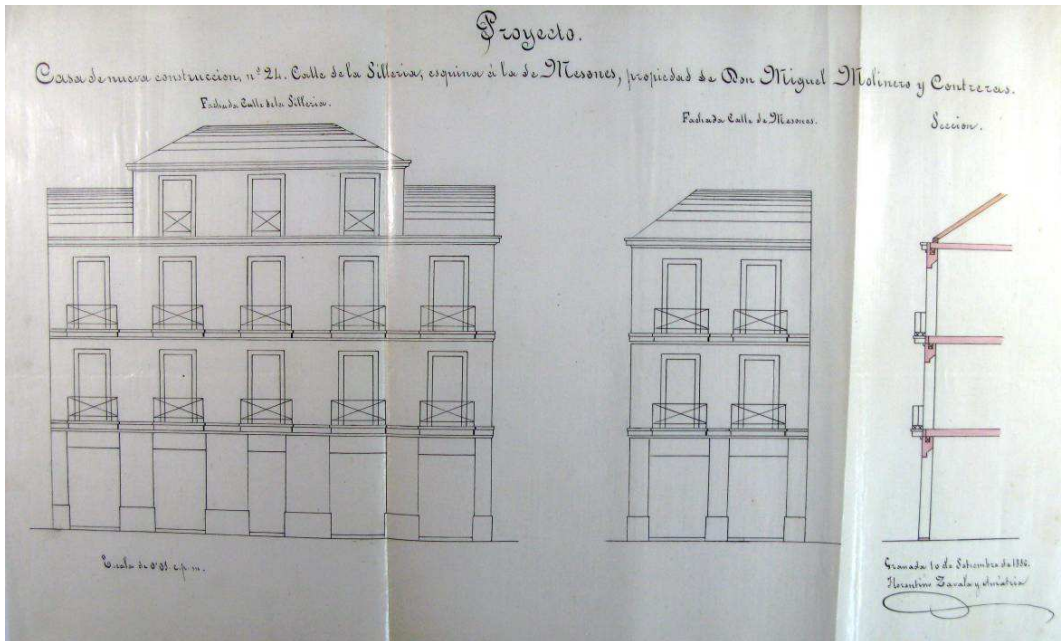 Proyecto.
Casa de nueva construccion, nº 24. Calle de la Silleria, esquina á la de Mesones, propiedad de Don Miguel Molinero y Contreras.
Fachada Calle de la Silleria.
Fachada Calle de Mesones.
Seccion.
Escala de 0'01 c.p.m.
Granada 10 de Setiembre de 1886.
Florentino Zavala y